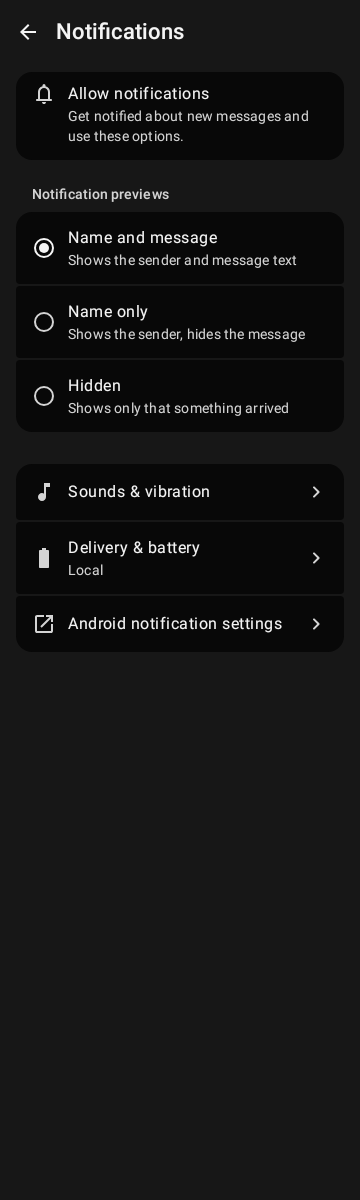 Notifications
Allow notifications
Get notified about new messages and
use these options.
Notification previews
Name and message
Shows the sender and message text
Name only
Shows the sender, hides the message
Hidden
Shows only that something arrived
Sounds & vibration
Delivery & battery
Local
Android notification settings